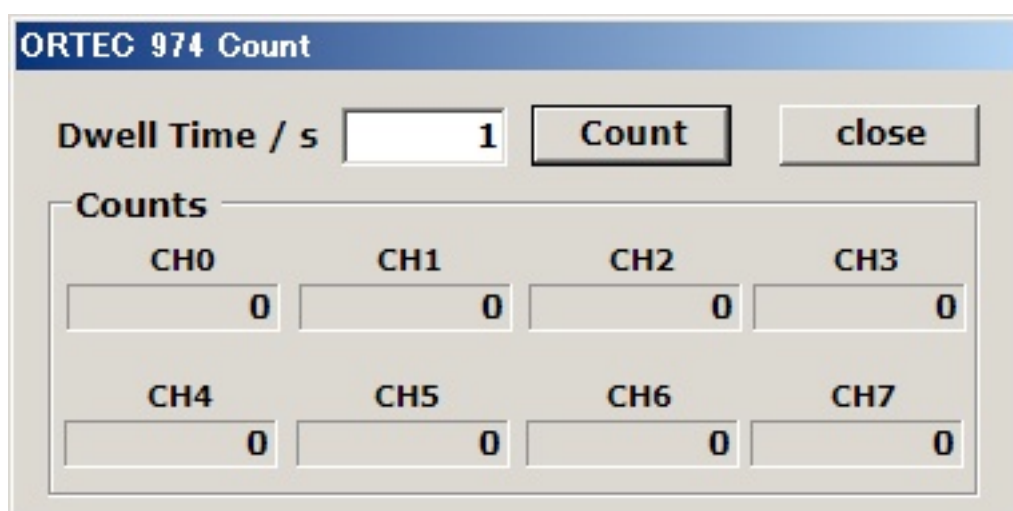 ORTEC 974 Count
Dwell Time / s 1 Count close
Counts
CH0 CH1 CH2 CH3
0 0 0 0
CH4 CH5 CH6 CH7
0 0 0 0